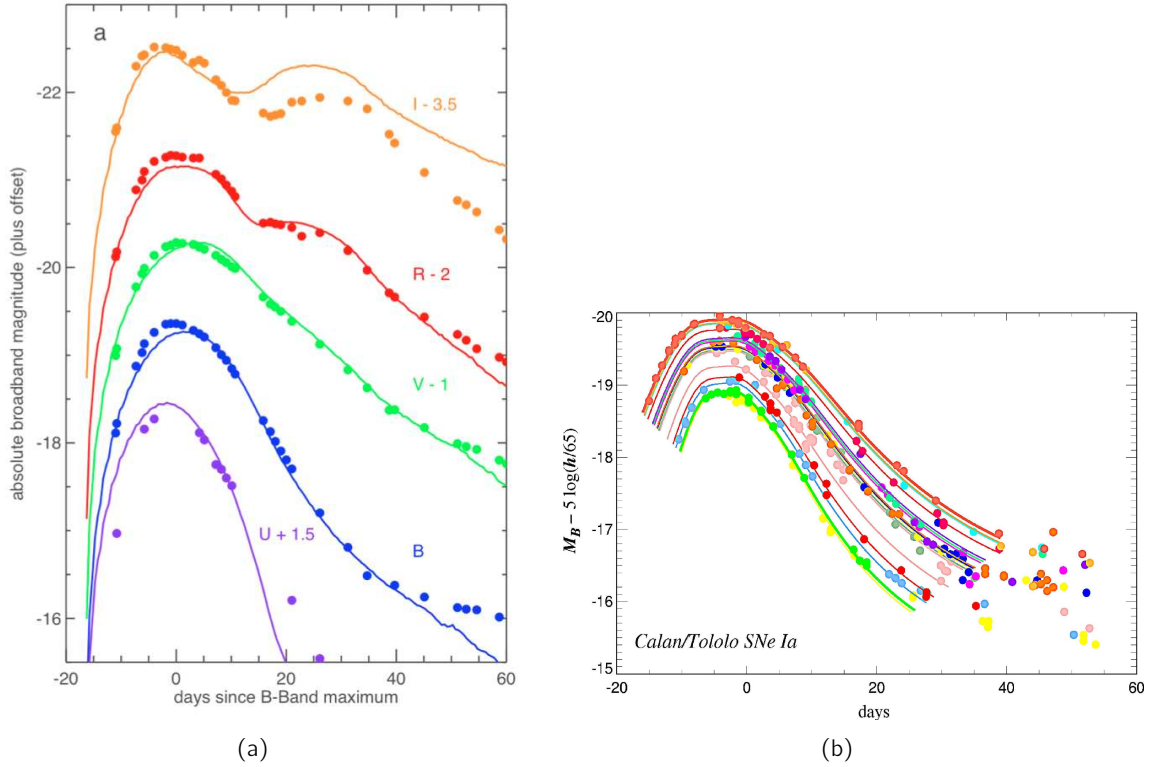 a
absolute broadband magnitude (plus offset)
-22
-20
-18
-16
I - 3.5
R - 2
V - 1
B
U + 1.5
-20 0 20 40 60
days since B-Band maximum
(a)
M_B – 5 log(h/65)
-20
-19
-18
-17
-16
-15
Calan/Tololo SNe Ia
-20 0 20 40 60
days
(b)